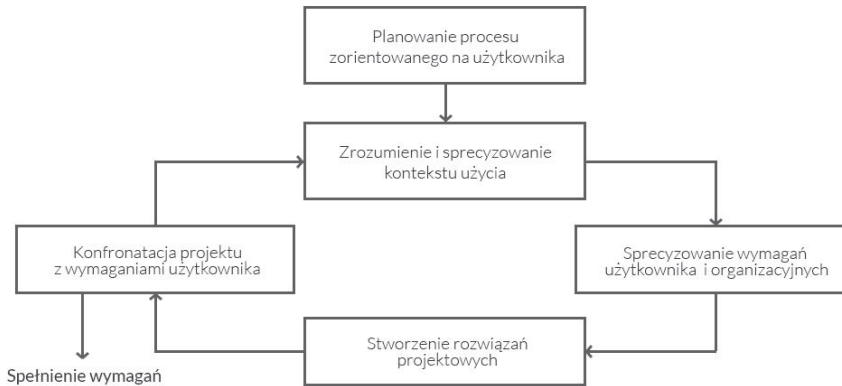 Planowanie procesu
zorientowanego na użytkownika
Zrozumienie i sprecyzowanie
kontekstu użycia
Konfronatacja projektu
z wymaganiami użytkownika
Sprecyzowanie wymagań
użytkownika i organizacyjnych
Stworzenie rozwiązań
projektowych
Spełnienie wymagań